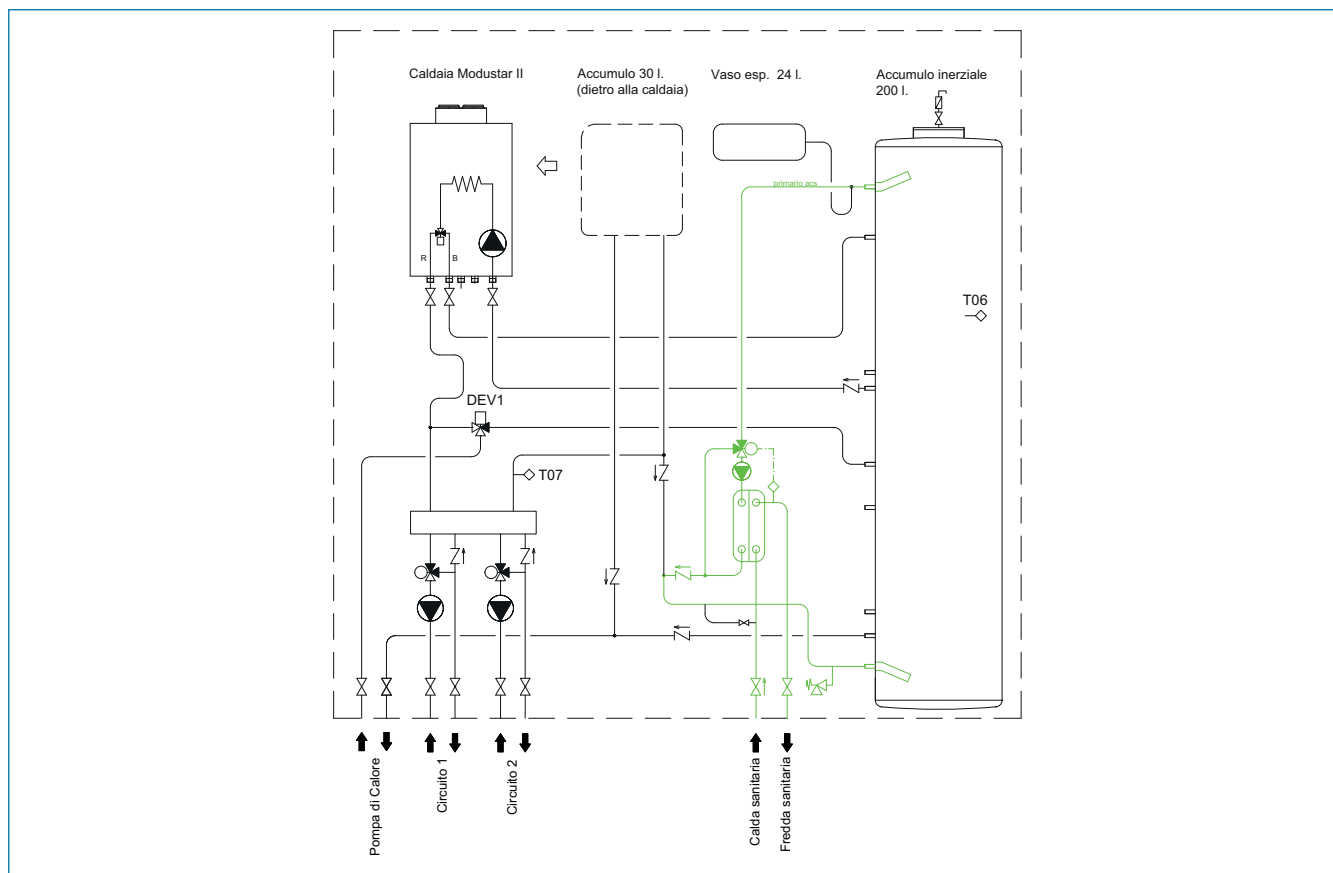 Caldaia Modustar II
Accumulo 30 l.
(dietro alla caldaia)
Vaso esp. 24 l.
Accumulo inerziale
200 l.
primario acs
R
B
T06
DEV1
T07
Pompa di Calore
Circuito 1
Circuito 2
Calda sanitaria
Fredda sanitaria